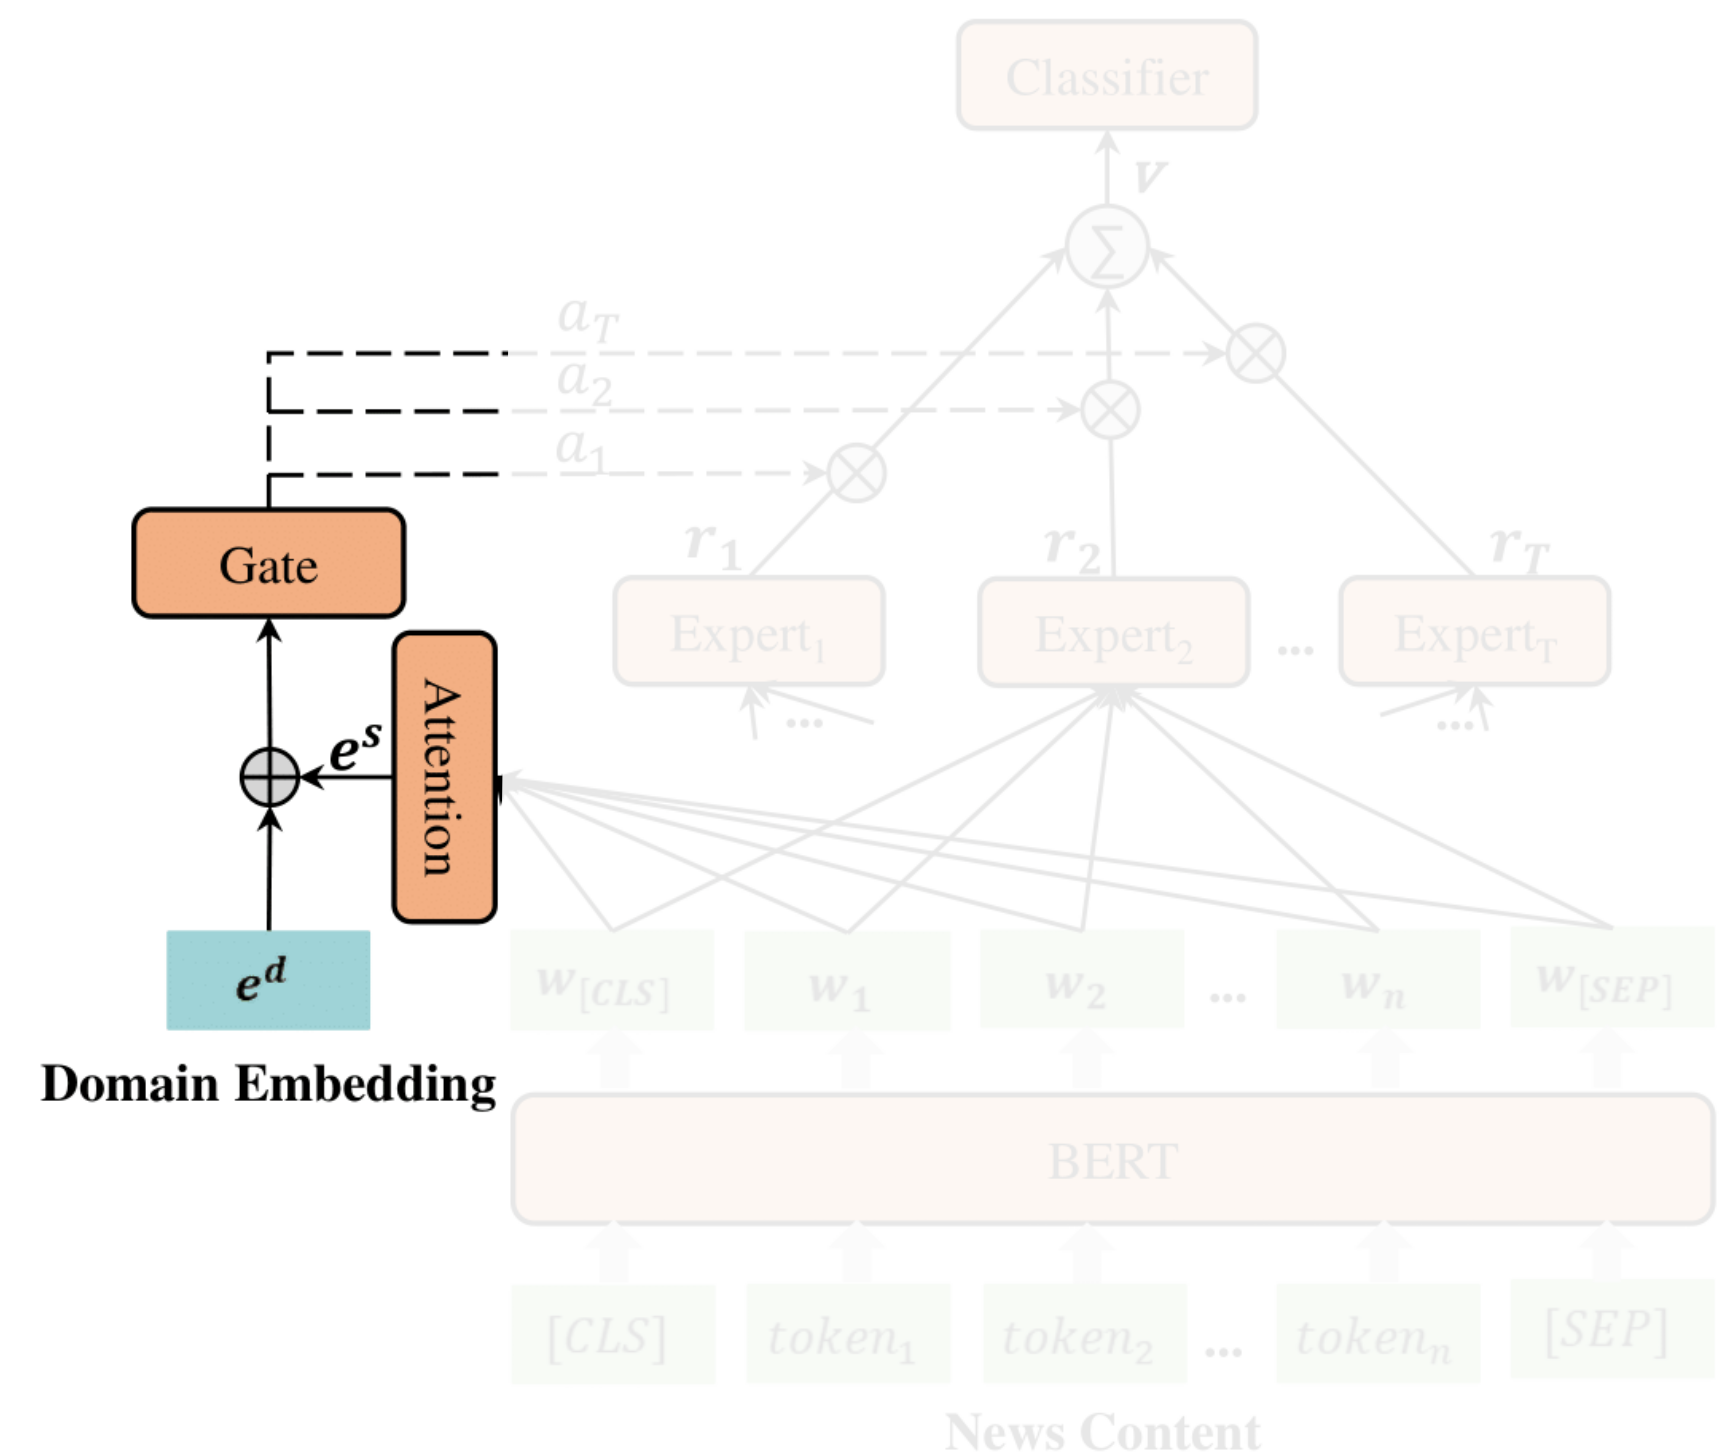 Classifier
v
∑
a_T
a_2
a_1
Gate
r_1 r_2 r_T
Expert_1 Expert_2 ... Expert_T
Attention
... ...
e^s
e^d
w_[CLS] w_1 w_2 ... w_n w_[SEP]
Domain Embedding
BERT
[CLS] token_1 token_2 ... token_n [SEP]
News Content